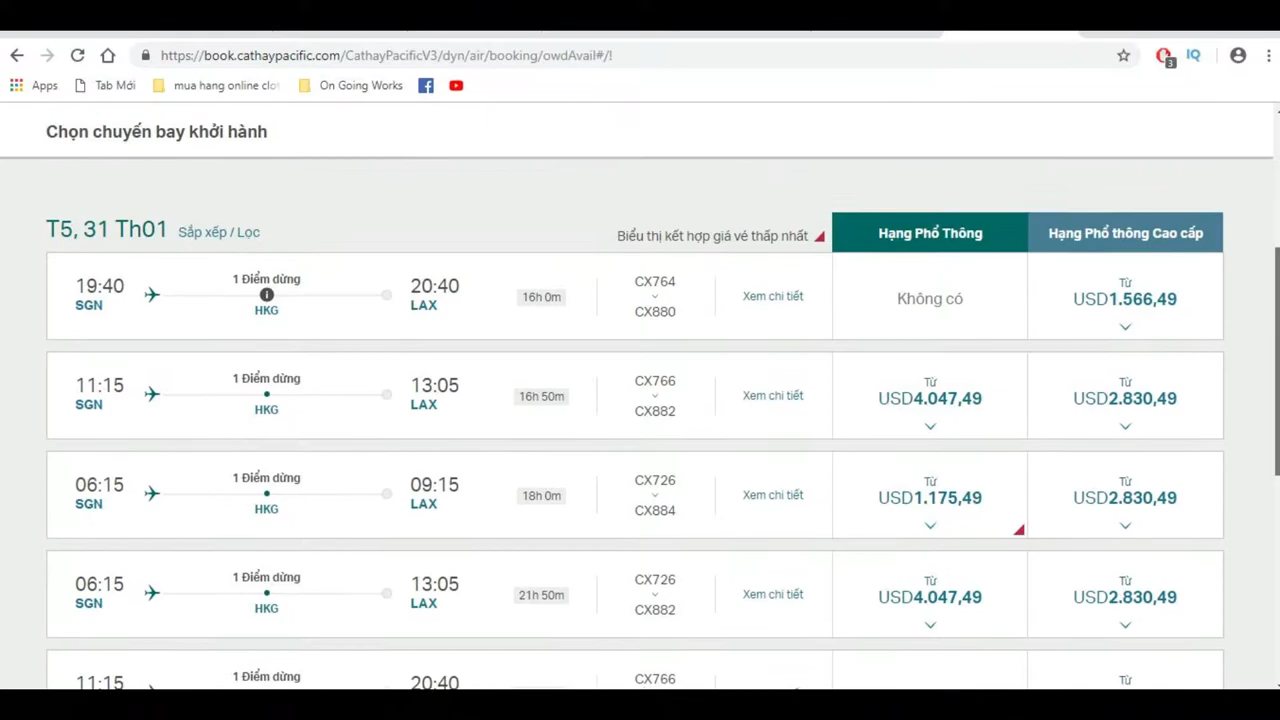 https://book.cathaypacific.com/CathayPacificV3/dyn/air/booking/owdAvail#/!
3
IQ
Apps
Tab Mới
mua hang online clot
On Going Works
Chọn chuyến bay khởi hành
T5, 31 Th01 Sắp xếp / Lọc
Biểu thị kết hợp giá vé thấp nhất
Hạng Phổ Thông
Hạng Phổ thông Cao cấp
19:40
SGN
1 Điểm dừng
HKG
20:40
LAX
16h 0m
CX764
CX880
Xem chi tiết
Không có
Từ
USD1.566,49
11:15
SGN
1 Điểm dừng
HKG
13:05
LAX
16h 50m
CX766
CX882
Xem chi tiết
Từ
USD4.047,49
Từ
USD2.830,49
06:15
SGN
1 Điểm dừng
HKG
09:15
LAX
18h 0m
CX726
CX884
Xem chi tiết
Từ
USD1.175,49
Từ
USD2.830,49
06:15
SGN
1 Điểm dừng
HKG
13:05
LAX
21h 50m
CX726
CX882
Xem chi tiết
Từ
USD4.047,49
Từ
USD2.830,49
11:15
1 Điểm dừng
20:40
CX766
Từ